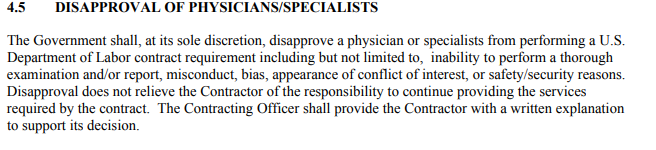 4.5 DISAPPROVAL OF PHYSICIANS/SPECIALISTS
The Government shall, at its sole discretion, disapprove a physician or specialists from performing a U.S.
Department of Labor contract requirement including but not limited to, inability to perform a thorough
examination and/or report, misconduct, bias, appearance of conflict of interest, or safety/security reasons.
Disapproval does not relieve the Contractor of the responsibility to continue providing the services
required by the contract. The Contracting Officer shall provide the Contractor with a written explanation
to support its decision.